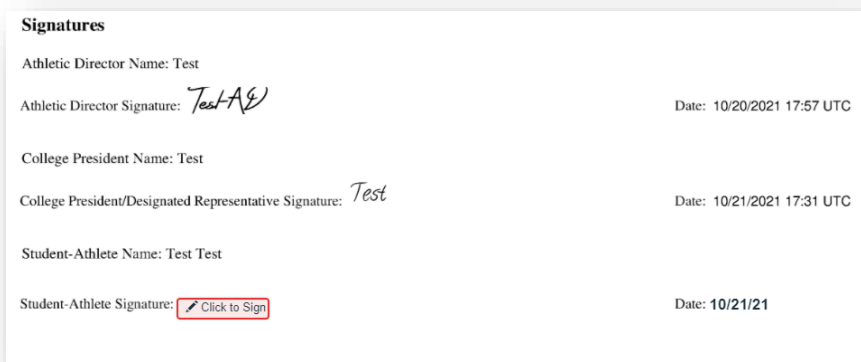 Signatures
Athletic Director Name: Test
Athletic Director Signature: Test AD Date: 10/20/2021 17:57 UTC
College President Name: Test
College President/Designated Representative Signature: Test Date: 10/21/2021 17:31 UTC
Student-Athlete Name: Test Test
Student-Athlete Signature: Click to Sign Date: 10/21/21